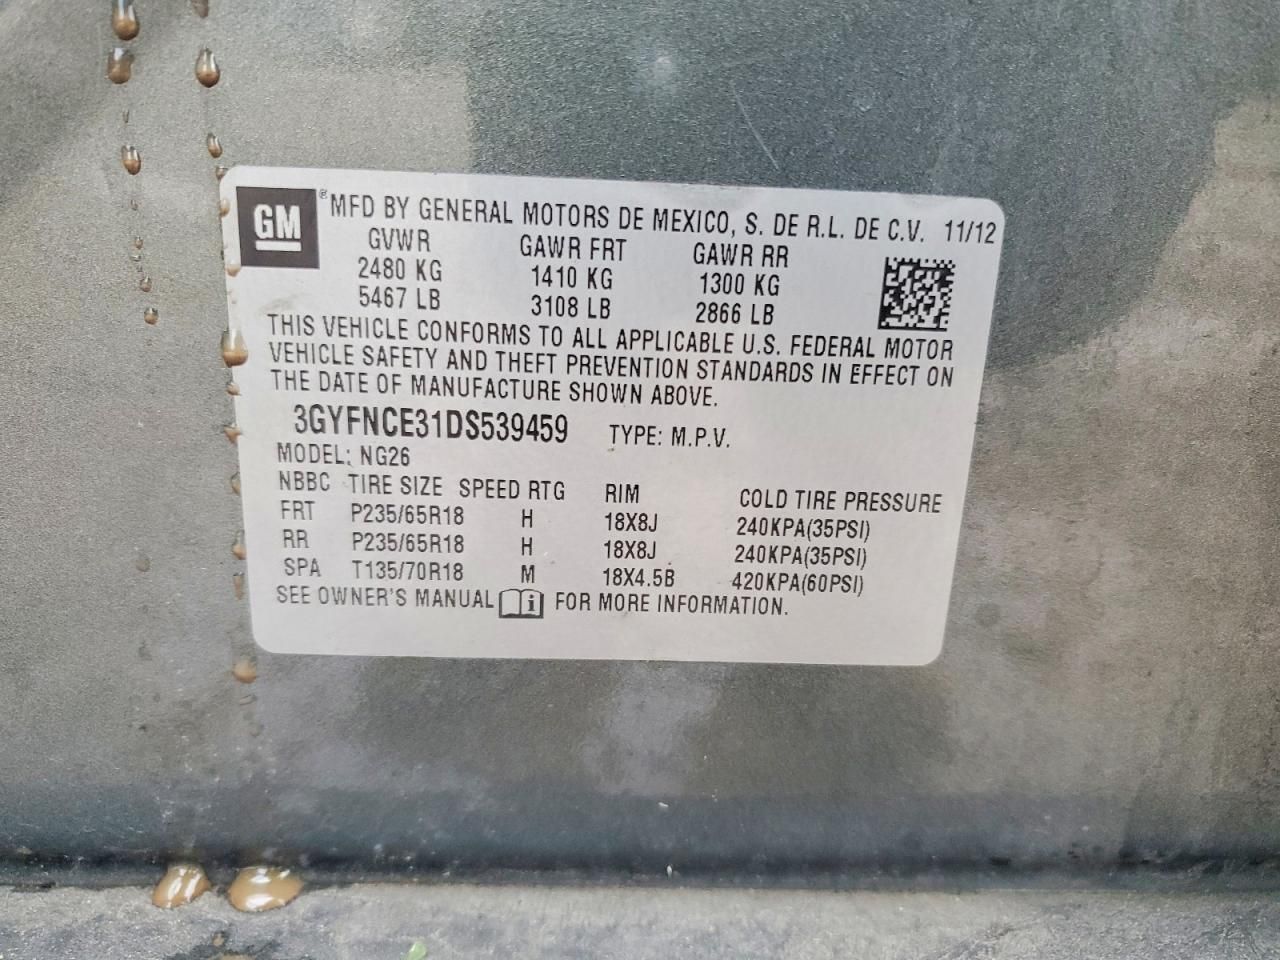 GM ® MFD BY GENERAL MOTORS DE MEXICO, S. DE R.L. DE C.V. 11/12
GVWR GAWR FRT GAWR RR
2480 KG 1410 KG 1300 KG
5467 LB 3108 LB 2866 LB
THIS VEHICLE CONFORMS TO ALL APPLICABLE U.S. FEDERAL MOTOR
VEHICLE SAFETY AND THEFT PREVENTION STANDARDS IN EFFECT ON
THE DATE OF MANUFACTURE SHOWN ABOVE.
3GYFNCE31DS539459 TYPE: M.P.V.
MODEL: NG26
NBBC TIRE SIZE SPEED RTG RIM COLD TIRE PRESSURE
FRT P235/65R18 H 18X8J 240KPA(35PSI)
RR P235/65R18 H 18X8J 240KPA(35PSI)
SPA T135/70R18 M 18X4.5B 420KPA(60PSI)
SEE OWNER'S MANUAL i FOR MORE INFORMATION.